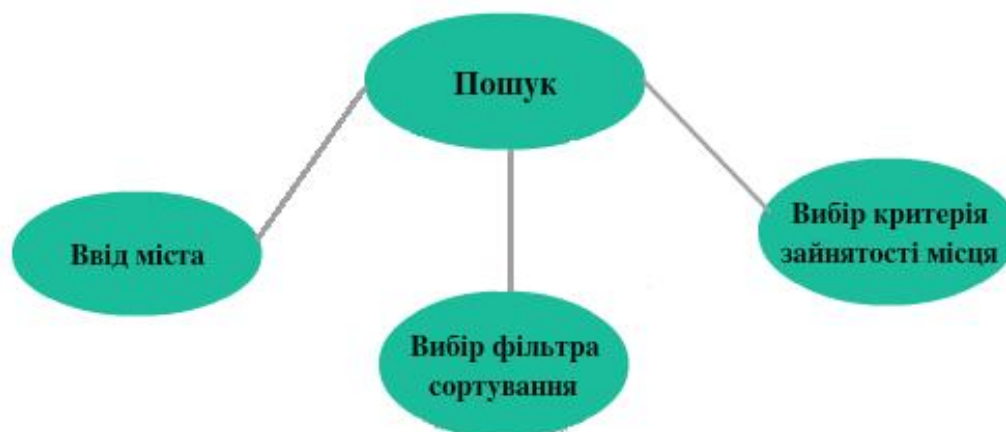 Пошук
Ввід міста
Вибір фільтра
сортування
Вибір критерія
зайнятості місця